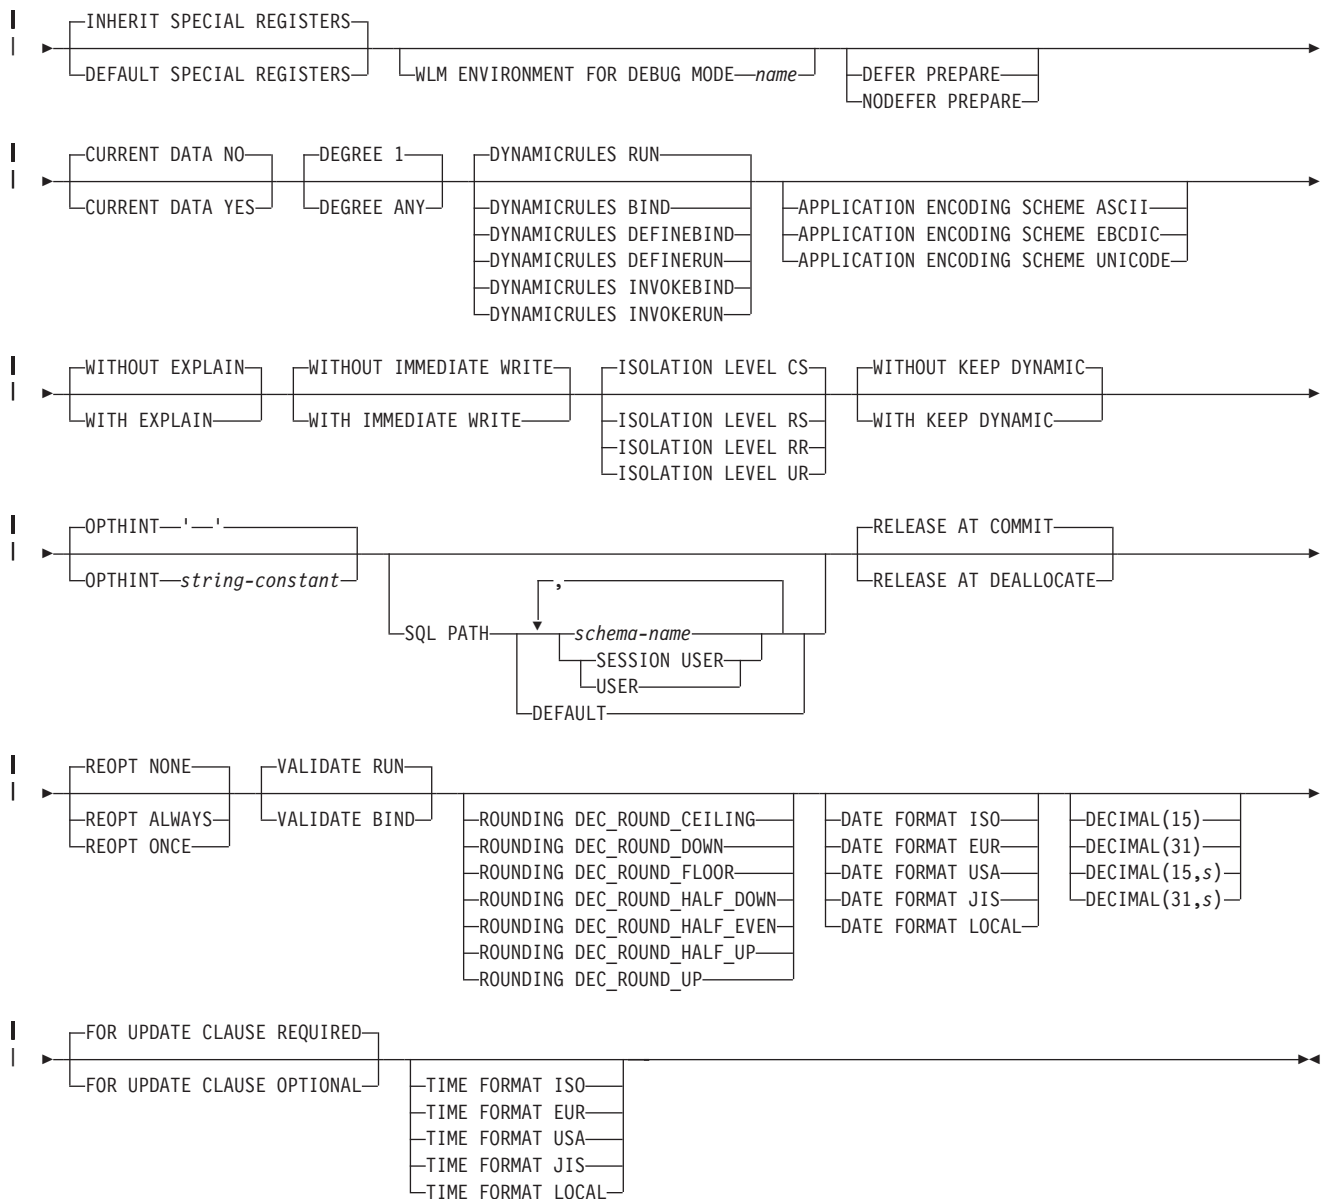 INHERIT SPECIAL REGISTERS
DEFAULT SPECIAL REGISTERS
WLM ENVIRONMENT FOR DEBUG MODE name
DEFER PREPARE
NODEFER PREPARE
CURRENT DATA NO
CURRENT DATA YES
DEGREE 1
DEGREE ANY
DYNAMICRULES RUN
DYNAMICRULES BIND
DYNAMICRULES DEFINEBIND
DYNAMICRULES DEFINERUN
DYNAMICRULES INVOKEBIND
DYNAMICRULES INVOKERUN
APPLICATION ENCODING SCHEME ASCII
APPLICATION ENCODING SCHEME EBCDIC
APPLICATION ENCODING SCHEME UNICODE
WITHOUT EXPLAIN
WITH EXPLAIN
WITHOUT IMMEDIATE WRITE
WITH IMMEDIATE WRITE
ISOLATION LEVEL CS
ISOLATION LEVEL RS
ISOLATION LEVEL RR
ISOLATION LEVEL UR
WITHOUT KEEP DYNAMIC
WITH KEEP DYNAMIC
OPTHINT ' '
OPTHINT string-constant
SQL PATH
,
schema-name
SESSION USER
USER
DEFAULT
RELEASE AT COMMIT
RELEASE AT DEALLOCATE
REOPT NONE
REOPT ALWAYS
REOPT ONCE
VALIDATE RUN
VALIDATE BIND
ROUNDING DEC_ROUND_CEILING
ROUNDING DEC_ROUND_DOWN
ROUNDING DEC_ROUND_FLOOR
ROUNDING DEC_ROUND_HALF_DOWN
ROUNDING DEC_ROUND_HALF_EVEN
ROUNDING DEC_ROUND_HALF_UP
ROUNDING DEC_ROUND_UP
DATE FORMAT ISO
DATE FORMAT EUR
DATE FORMAT USA
DATE FORMAT JIS
DATE FORMAT LOCAL
DECIMAL(15)
DECIMAL(31)
DECIMAL(15,s)
DECIMAL(31,s)
FOR UPDATE CLAUSE REQUIRED
FOR UPDATE CLAUSE OPTIONAL
TIME FORMAT ISO
TIME FORMAT EUR
TIME FORMAT USA
TIME FORMAT JIS
TIME FORMAT LOCAL